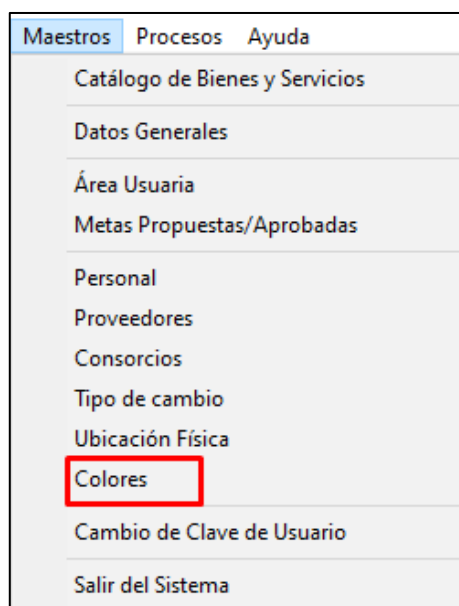 Maestros Procesos Ayuda
Catálogo de Bienes y Servicios
Datos Generales
Área Usuaria
Metas Propuestas/Aprobadas
Personal
Proveedores
Consorcios
Tipo de cambio
Ubicación Física
Colores
Cambio de Clave de Usuario
Salir del Sistema